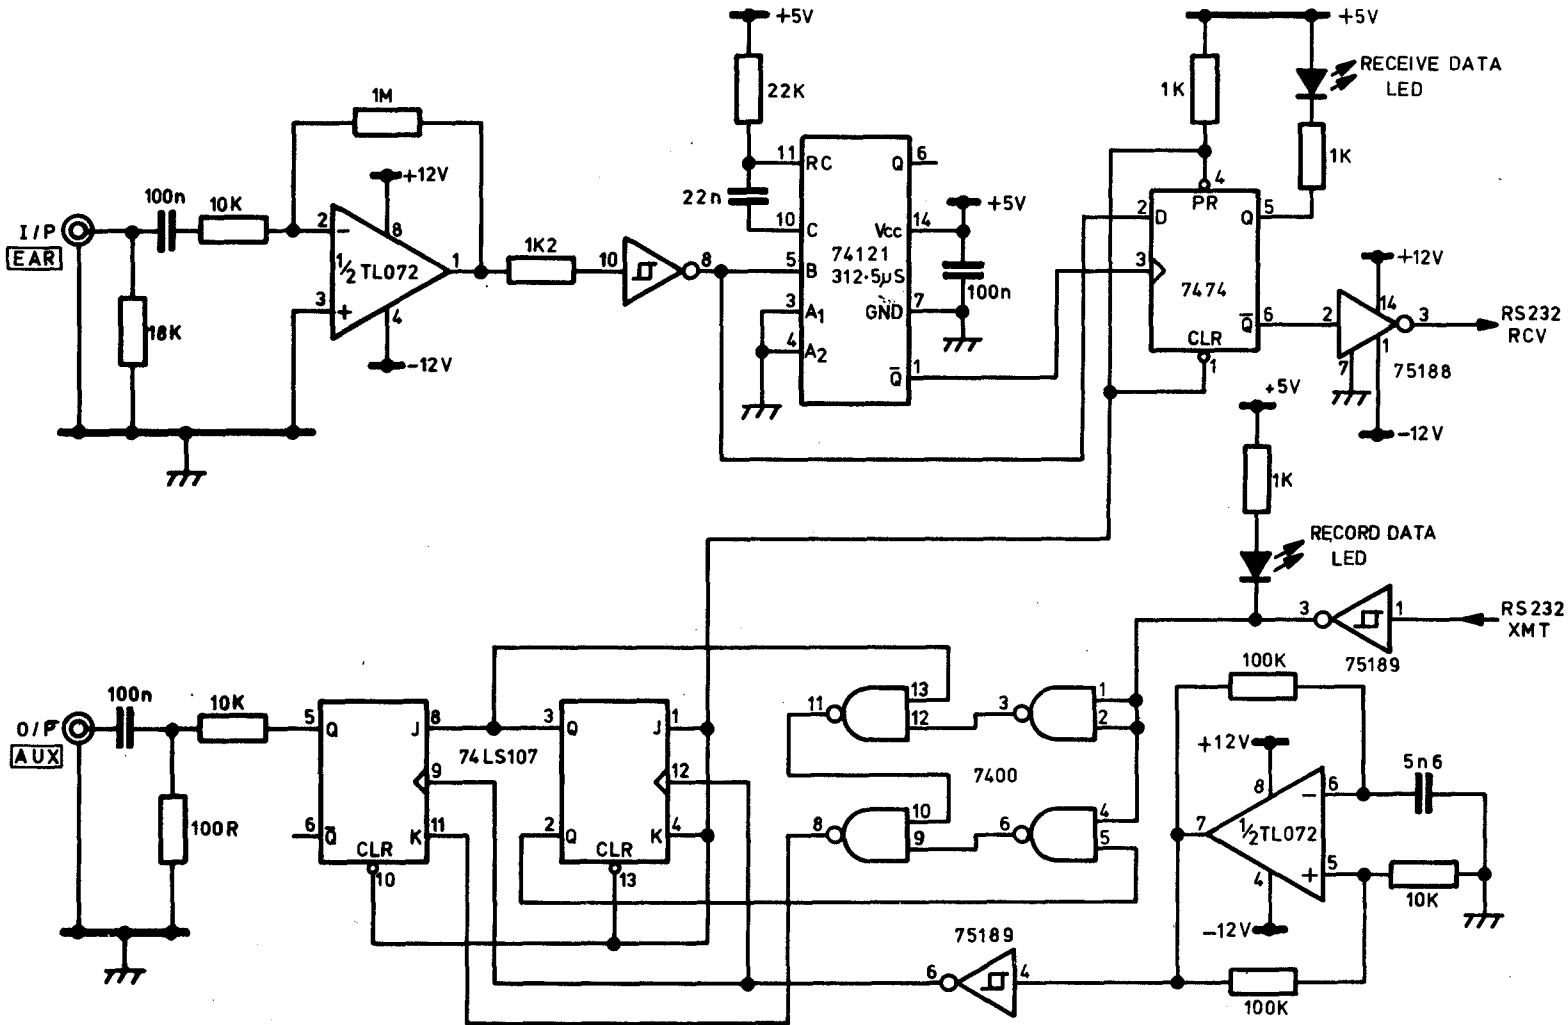 +5V
+5V
22K
1K
RECEIVE DATA
LED
1M
1K
11 RC
Q 6
22n
+12V
100n
10K
+5V
4
PR
I/P
EAR
2
-
8
10 C
14
Vcc
2 D
Q 5
1/2 TL072
1
1K2
10
8
5 B
74121
312·5µS
100n
3
7474
+12V
3
+
4
18K
-12V
3 A1
4 A2
7
GND
Q̅ 6
2
14
3
RS232
RCV
CLR
1
Q̅ 1
7
1
75188
+5V
-12V
1K
RECORD DATA
LED
3
1
RS232
XMT
75189
100K
100n
10K
O/P
AUX
5 Q
J 8
3 Q
J 1
11
13
12
3
1
2
74LS107
9
12
7400
+12V
5n6
8
6
-
100R
6 Q̅
K 11
2 Q
K 4
8
10
9
6
4
5
7
1/2 TL072
5
+
4
10K
CLR
10
CLR
13
-12V
75189
6
4
100K